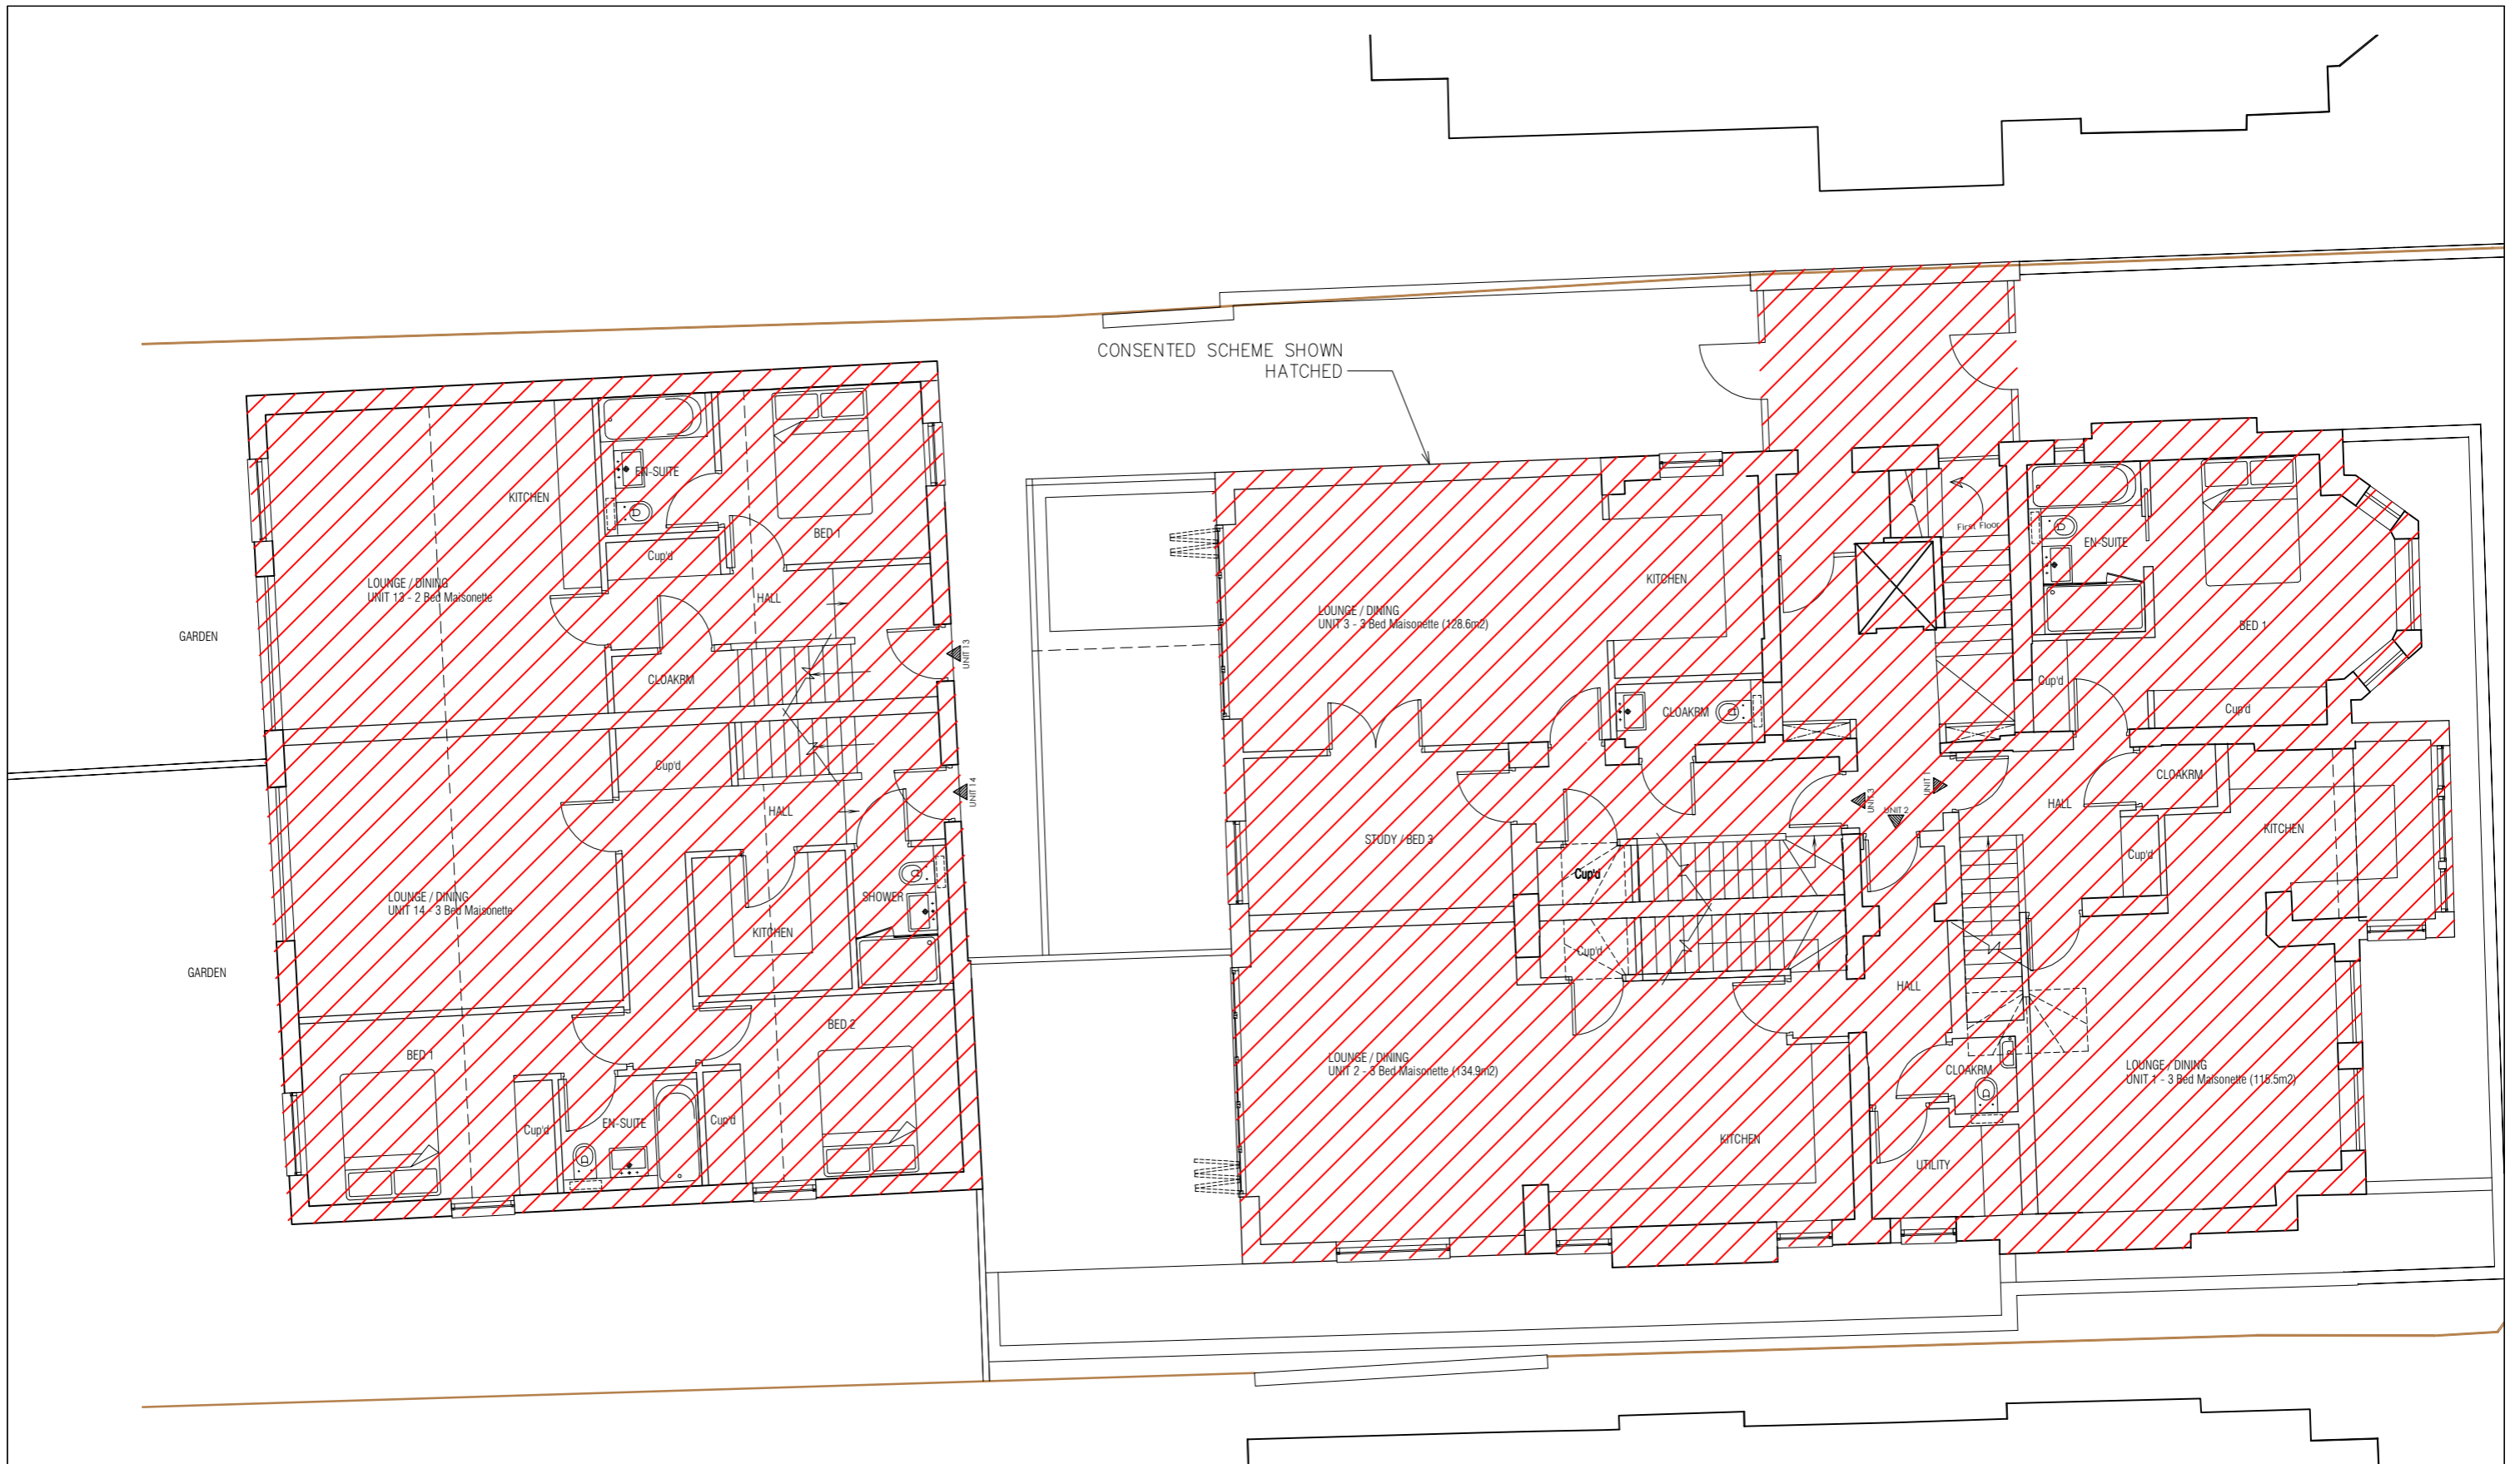 CONSENTED SCHEME SHOWN
HATCHED
EN-SUITE
KITCHEN
BED 1
Cup'd
LOUNGE / DINING
UNIT 13 - 2 Bed Maisonette
HALL
GARDEN
UNIT 13
CLOAKRM
Cup'd
UNIT 14
HALL
LOUNGE / DINING
UNIT 14 - 3 Bed Maisonette
SHOWER
KITCHEN
GARDEN
BED 2
BED 1
Cup'd
EN-SUITE
Cup'd
First Floor
EN-SUITE
KITCHEN
LOUNGE / DINING
UNIT 3 - 3 Bed Maisonette (128.6m2)
BED 1
Cup'd
Cup'd
CLOAKRM
CLOAKRM
UNIT 1
UNIT 3
UNIT 2
HALL
KITCHEN
STUDY / BED 3
Cup'd
Cup'd
Cup'd
HALL
LOUNGE / DINING
UNIT 2 - 3 Bed Maisonette (134.9m2)
CLOAKRM
LOUNGE / DINING
UNIT 1 - 3 Bed Maisonette (115.5m2)
KITCHEN
UTILITY